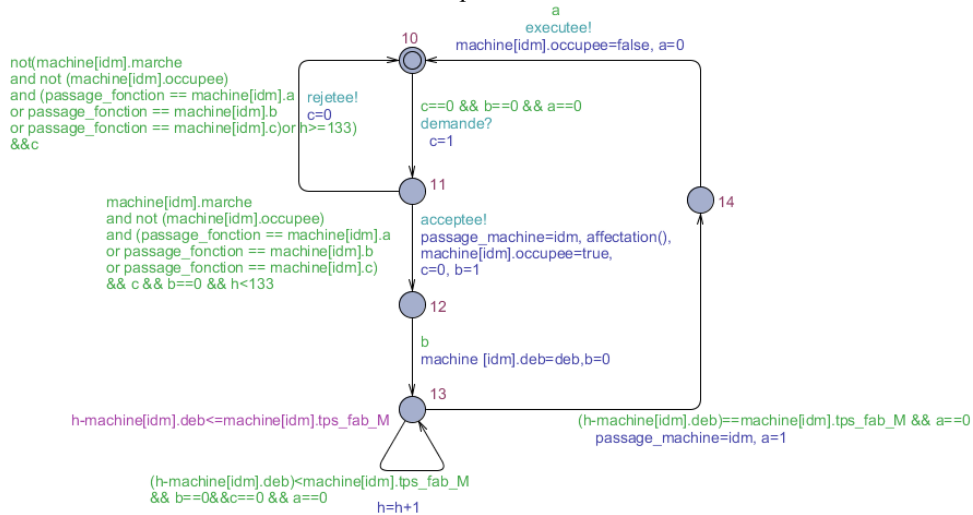 a
executee!
machine[idm].occupee=false, a=0
10
not(machine[idm].marche
and not (machine[idm].occupee)
and (passage_fonction == machine[idm].a
or passage_fonction == machine[idm].b
or passage_fonction == machine[idm].c)or h>=133)
&&c
rejetee!
c=0
c==0 && b==0 && a==0
demande?
c=1
11
14
machine[idm].marche
and not (machine[idm].occupee)
and (passage_fonction == machine[idm].a
or passage_fonction == machine[idm].b
or passage_fonction == machine[idm].c)
&& c && b==0 && h<133
acceptee!
passage_machine=idm, affectation(),
machine[idm].occupee=true,
c=0, b=1
12
b
machine [idm].deb=deb,b=0
13
h-machine[idm].deb<=machine[idm].tps_fab_M
(h-machine[idm].deb)==machine[idm].tps_fab_M && a==0
passage_machine=idm, a=1
(h-machine[idm].deb)<machine[idm].tps_fab_M
&& b==0&&c==0 && a==0
h=h+1